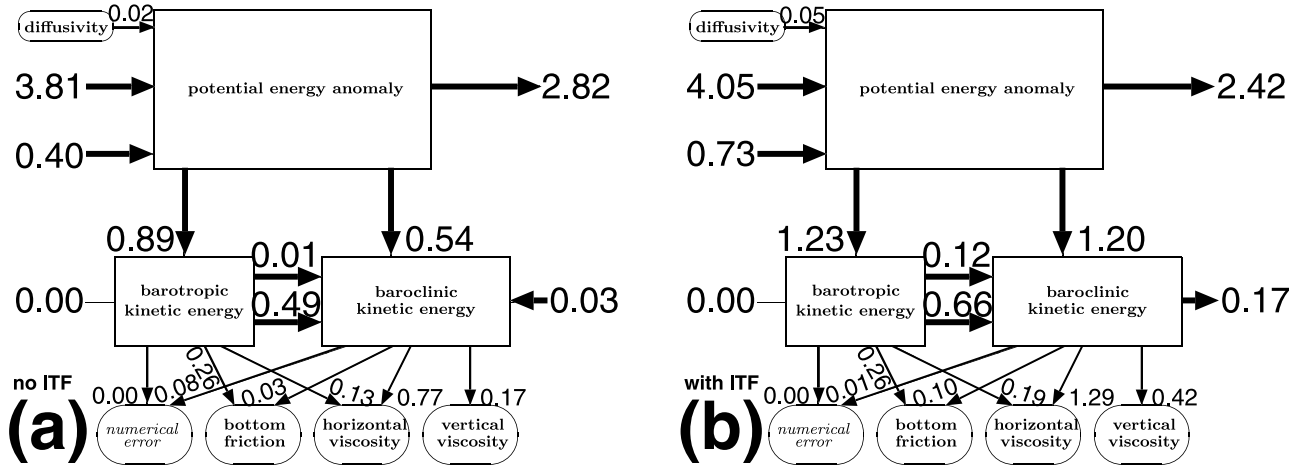 diffusivity
0.02
3.81
potential energy anomaly
2.82
0.40
0.89
0.54
0.01
0.00
barotropic
kinetic energy
0.49
baroclinic
kinetic energy
0.03
no ITF
(a)
0.00
0.08
0.26
0.03
0.13
0.77
0.17
numerical
error
bottom
friction
horizontal
viscosity
vertical
viscosity
diffusivity
0.05
4.05
potential energy anomaly
2.42
0.73
1.23
1.20
0.12
0.00
barotropic
kinetic energy
0.66
baroclinic
kinetic energy
0.17
with ITF
(b)
0.00
0.01
0.26
0.10
0.19
1.29
0.42
numerical
error
bottom
friction
horizontal
viscosity
vertical
viscosity